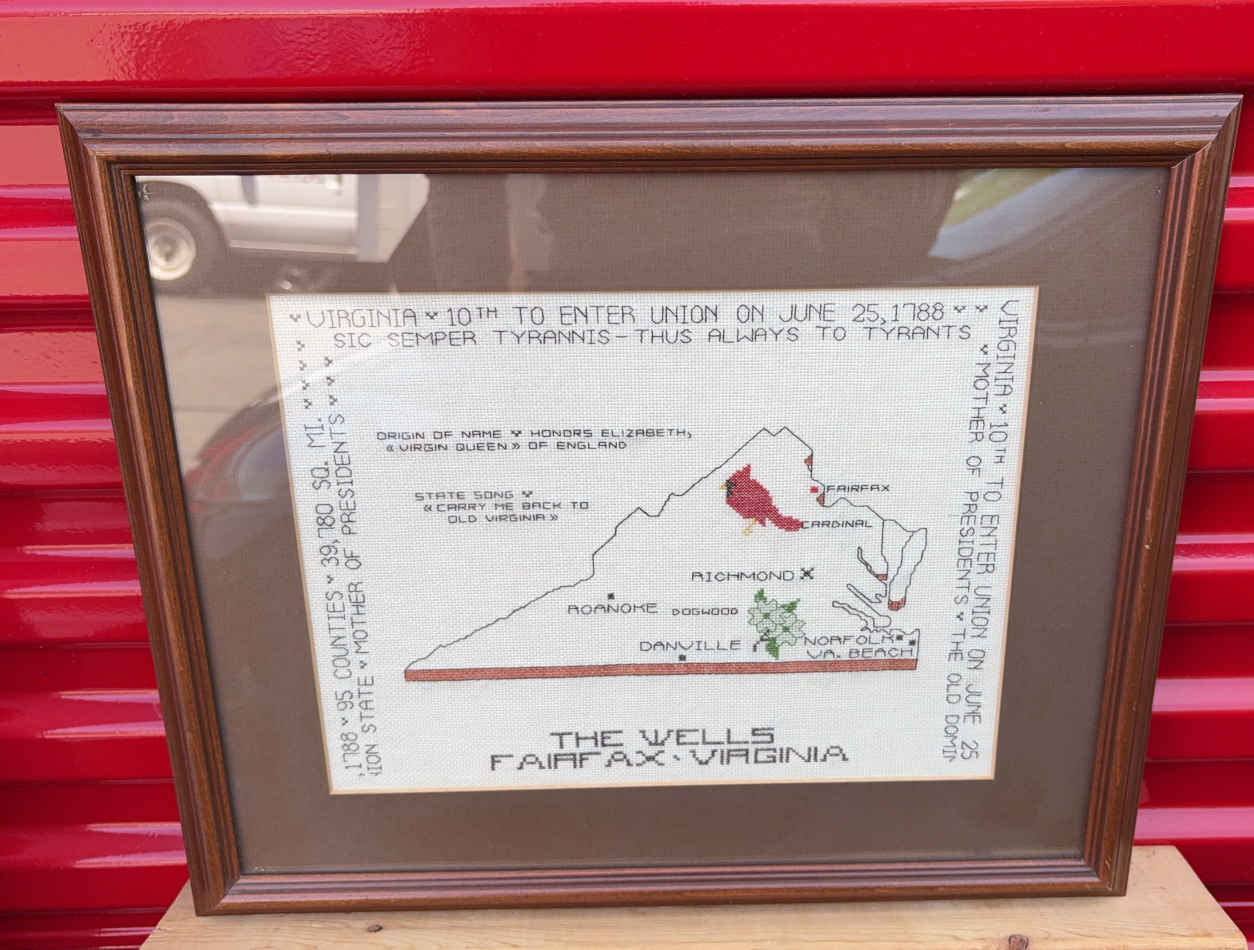 VIRGINIA 10TH TO ENTER UNION ON JUNE 25, 1788
SIC SEMPER TYRANNIS - THUS ALWAYS TO TYRANTS
VIRGINIA 10TH TO ENTER UNION ON JUNE 25
MOTHER OF PRESIDENTS THE OLD DOMIN
,1788 95 COUNTIES 39,780 SQ. MI.
ION STATE MOTHER OF PRESIDENTS
ORIGIN OF NAME HONORS ELIZABETH,
« VIRGIN QUEEN » OF ENGLAND
STATE SONG
« CARRY ME BACK TO
OLD VIRGINIA »
FAIRFAX
CARDINAL
RICHMOND
ROANOKE
DOGWOOD
DANVILLE
NORFOLK
VA. BEACH
THE WELLS
FAIRFAX · VIRGINIA